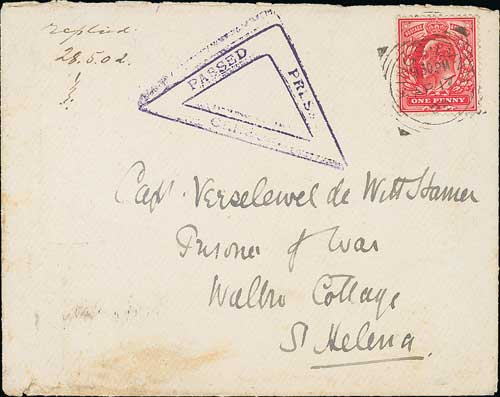 replied
28.5.02.
PASSED
PRES.
ONE PENNY
Capt Verselewel de Witt Hamer
Prisoner of War
Walbro Cottage
St Helena.